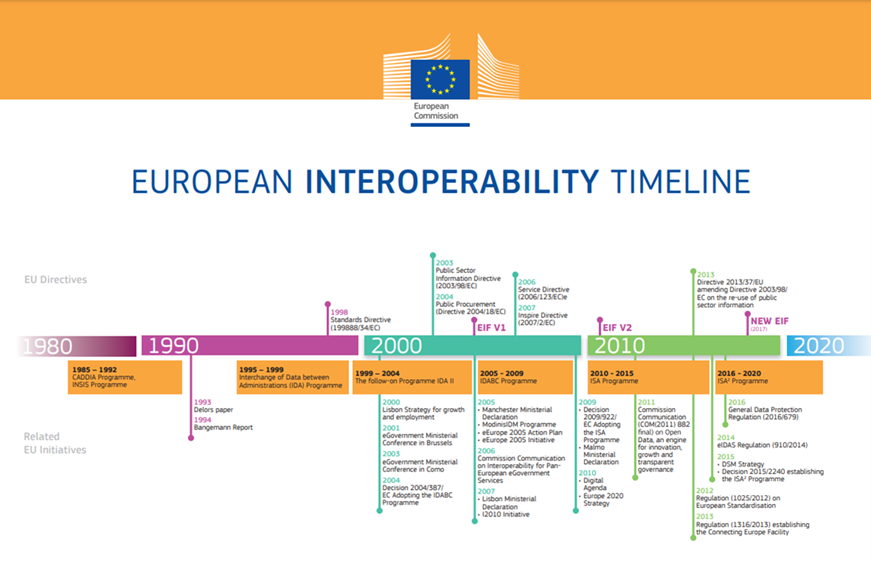 European
Commission
EUROPEAN INTEROPERABILITY TIMELINE
EU Directives
1998
Standards Directive
(199888/34/EC)
2003
Public Sector
Information Directive
(2003/98/EC)
2004
Public Procurement
(Directive 2004/18/EC)
EIF V1
2006
Service Directive
(2006/123/EC)e
2007
Inspire Directive
(2007/2/EC)
EIF V2
2013
Directive 2013/37/EU
amending Directive 2003/98/
EC on the re-use of public
sector information
NEW EIF
(2017)
1980
1990
2000
2010
2020
1985 – 1992
CADDIA Programme,
INSIS Programme
1995 – 1999
Interchange of Data between
Administrations (IDA) Programme
1999 – 2004
The follow-on Programme IDA II
2005 - 2009
IDABC Programme
2010 - 2015
ISA Programme
2016 - 2020
ISA² Programme
Related
EU Initiatives
1993
Delors paper
1994
Bangemann Report
2000
Lisbon Strategy for growth
and employment
2001
eGovernment Ministerial
Conference in Brussels
2003
eGovernment Ministerial
Conference in Como
2004
Decision 2004/387/
EC Adopting the IDABC
Programme
2005
• Manchester Ministerial
Declaration
• ModinisIDM Programme
• eEurope 2005 Action Plan
• eEurope 2005 Initiative
2006
Commission Communication
on Interoperability for Pan-
European eGovernment
Services
2007
• Lisbon Ministerial
Declaration
• I2010 Initiative
2009
• Decision
2009/922/
EC Adopting
the ISA
Programme
• Malmo
Ministerial
Declaration
2010
• Digital
Agenda
• Europe 2020
Strategy
2011
Commission
Communication
(COM(2011) 882
final) on Open
Data, an engine
for innovation,
growth and
transparent
governance
2016
General Data Protection
Regulation (2016/679)
2014
eIDAS Regulation (910/2014)
2015
• DSM Strategy
• Decision 2015/2240 establishing
the ISA² Programme
2012
Regulation (1025/2012) on
European Standardisation
2013
Regulation (1316/2013) establishing
the Connecting Europe Facility